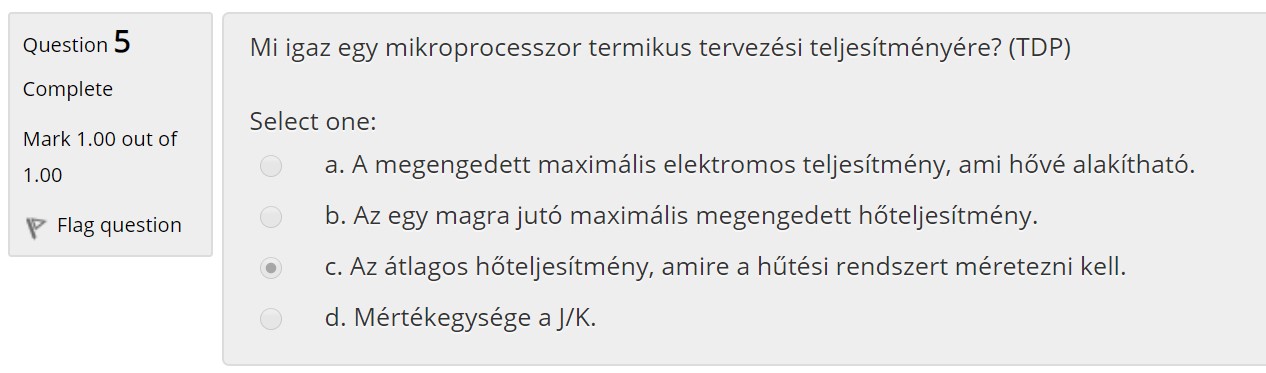 Question 5
Complete
Mark 1.00 out of
1.00
Flag question
Mi igaz egy mikroprocesszor termikus tervezési teljesítményére? (TDP)
Select one:
a. A megengedett maximális elektromos teljesítmény, ami hővé alakítható.
b. Az egy magra jutó maximális megengedett hőteljesítmény.
c. Az átlagos hőteljesítmény, amire a hűtési rendszert méretezni kell.
d. Mértékegysége a J/K.